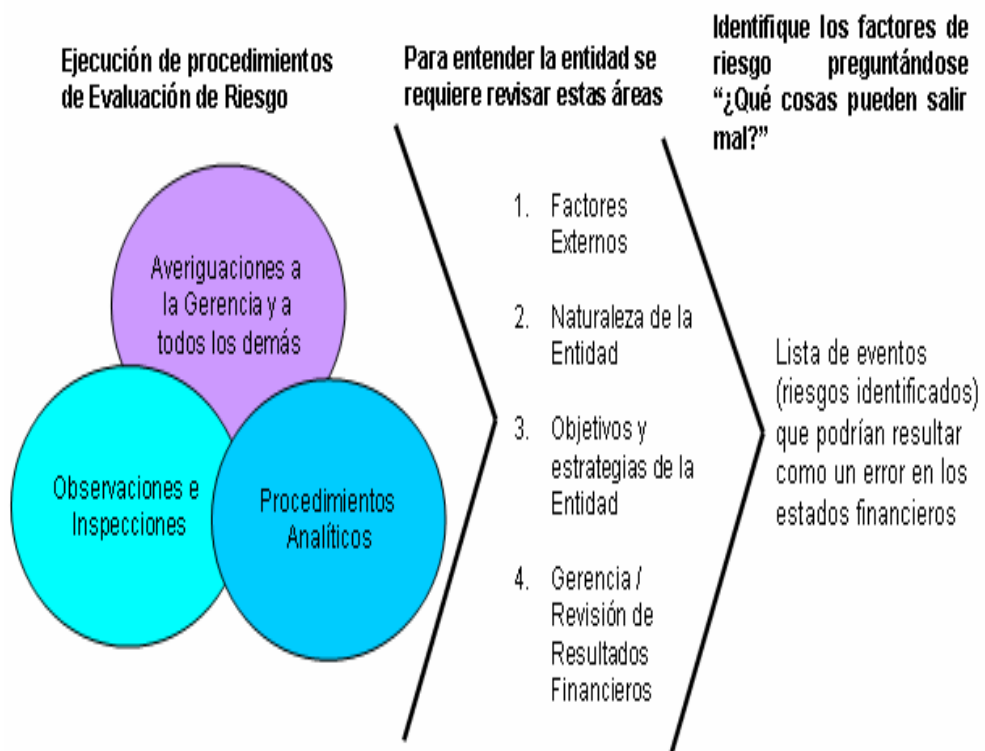 Ejecución de procedimientos
de Evaluación de Riesgo
Averiguaciones a
la Gerencia y a
todos los demás
Observaciones e
Inspecciones
Procedimientos
Analíticos
Para entender la entidad se
requiere revisar estas áreas
1. Factores
Externos
2. Naturaleza de la
Entidad
3. Objetivos y
estrategias de la
Entidad
4. Gerencia /
Revisión de
Resultados
Financieros
Identifique los factores de
riesgo preguntándose
“¿Qué cosas pueden salir
mal?”
Lista de eventos
(riesgos identificados)
que podrían resultar
como un error en los
estados financieros